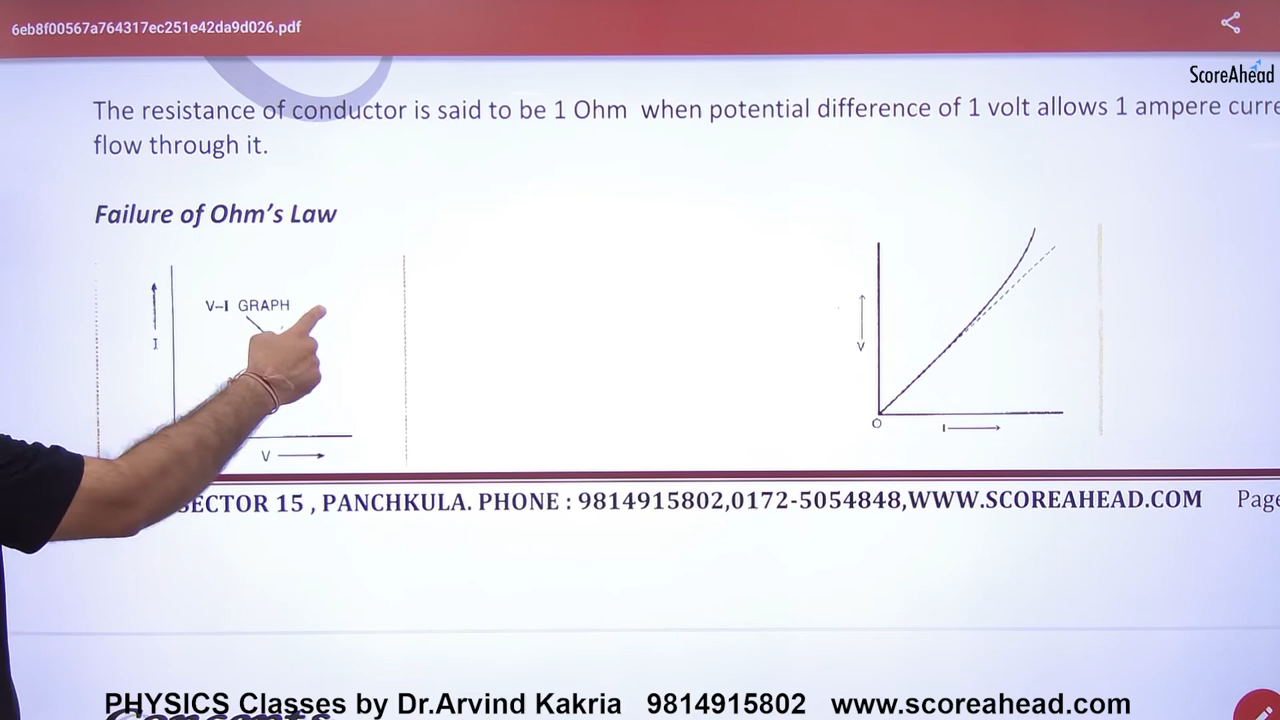 6eb8f00567a764317ec251e42da9d026.pdf
ScoreAhead
The resistance of conductor is said to be 1 Ohm when potential difference of 1 volt allows 1 ampere
flow through it.
Failure of Ohm's Law
V-I GRAPH
I
V
V
O
I
SECTOR 15 , PANCHKULA. PHONE : 9814915802,0172-5054848,WWW.SCOREAHEAD.COM Page
PHYSICS Classes by Dr.Arvind Kakria 9814915802 www.scoreahead.com
Concepts